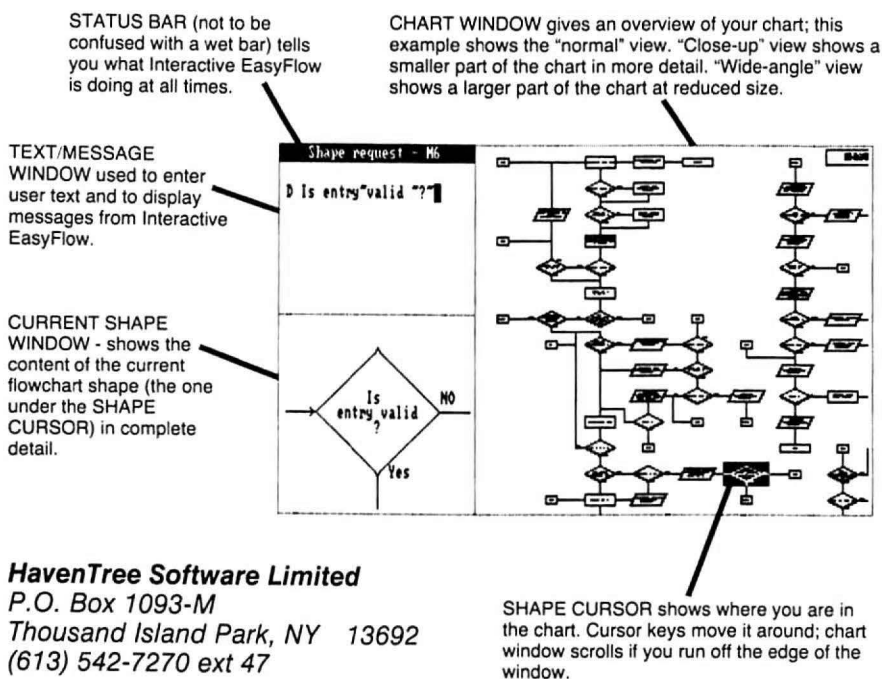 STATUS BAR (not to be
confused with a wet bar) tells
you what Interactive EasyFlow
is doing at all times.
CHART WINDOW gives an overview of your chart; this
example shows the “normal” view. “Close-up” view shows a
smaller part of the chart in more detail. “Wide-angle” view
shows a larger part of the chart at reduced size.
TEXT/MESSAGE
WINDOW used to enter
user text and to display
messages from Interactive
EasyFlow.
Shape request - M6
D Is entry~valid ~?~
CURRENT SHAPE
WINDOW - shows the
content of the current
flowchart shape (the one
under the SHAPE
CURSOR) in complete
detail.
Is
entry valid
?
NO
Yes
HavenTree Software Limited
P.O. Box 1093-M
Thousand Island Park, NY 13692
(613) 542-7270 ext 47
SHAPE CURSOR shows where you are in
the chart. Cursor keys move it around; chart
window scrolls if you run off the edge of the
window.